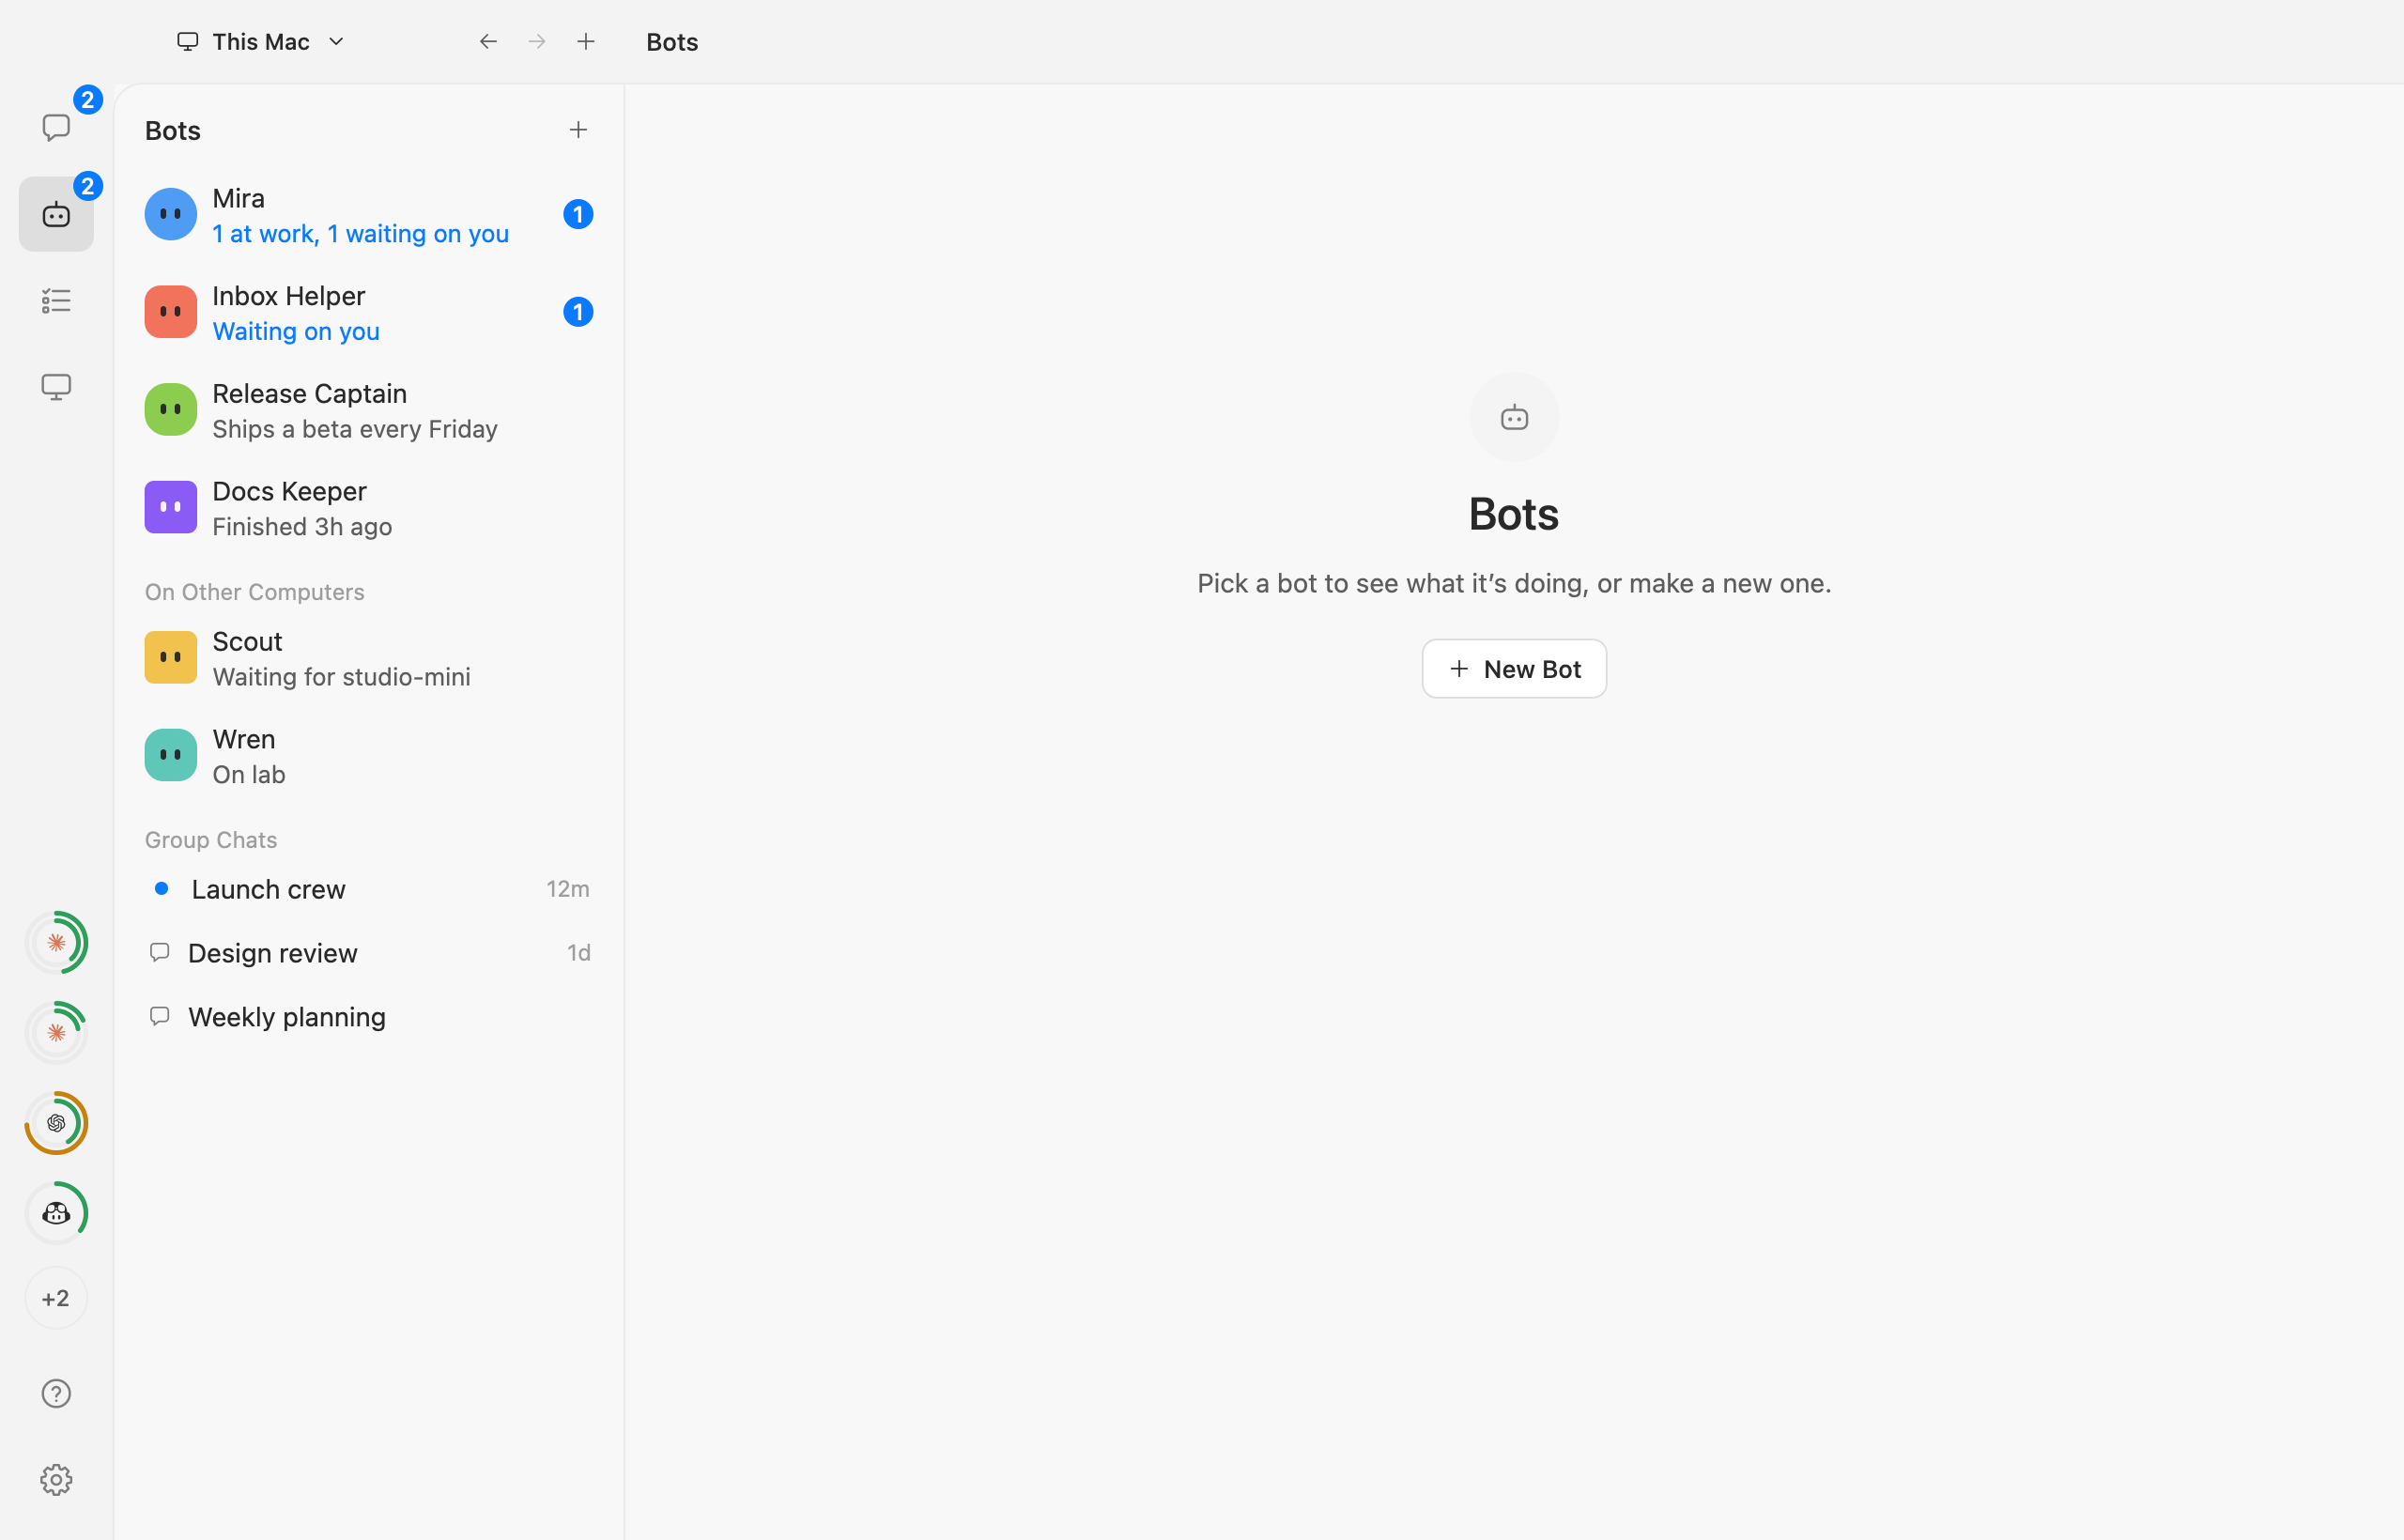 This Mac
Bots
2
2
Bots
Mira
1 at work, 1 waiting on you
1
Inbox Helper
Waiting on you
1
Release Captain
Ships a beta every Friday
Docs Keeper
Finished 3h ago
On Other Computers
Scout
Waiting for studio-mini
Wren
On lab
Group Chats
Launch crew 12m
Design review 1d
Weekly planning
+2
Bots
Pick a bot to see what it’s doing, or make a new one.
New Bot